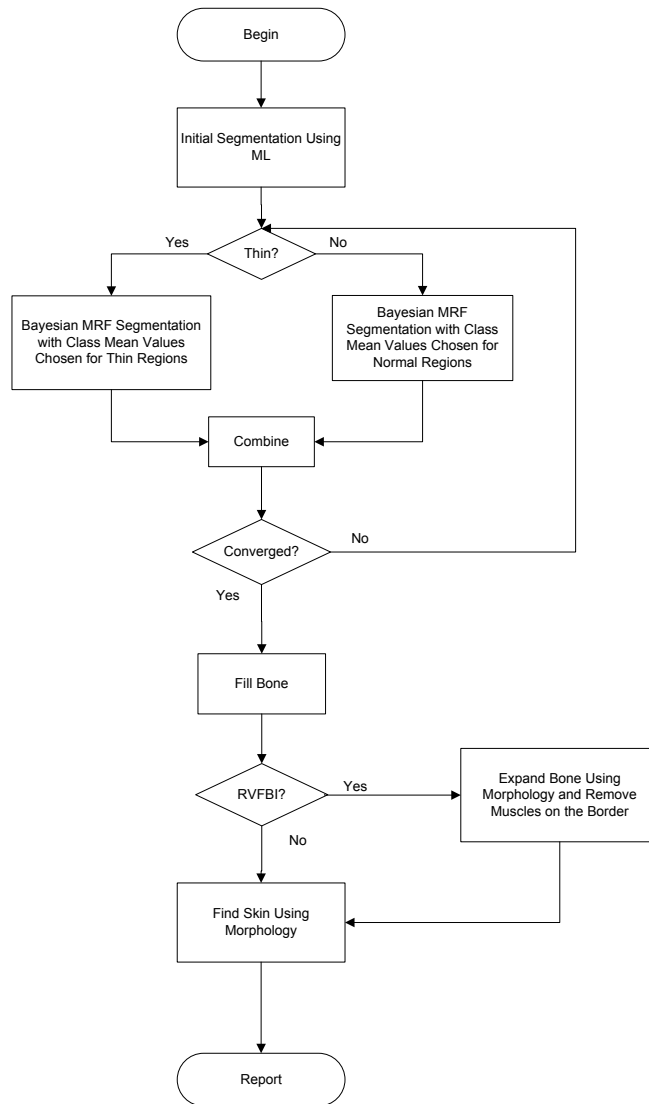 Begin
Initial Segmentation Using
ML
Yes
Thin?
No
Bayesian MRF Segmentation
with Class Mean Values
Chosen for Thin Regions
Bayesian MRF
Segmentation with Class
Mean Values Chosen for
Normal Regions
Combine
Converged?
No
Yes
Fill Bone
RVFBI?
Yes
Expand Bone Using
Morphology and Remove
Muscles on the Border
No
Find Skin Using
Morphology
Report